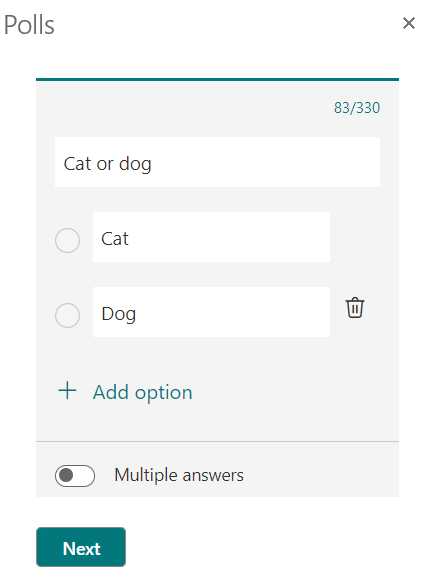 Polls
83/330
Cat or dog
Cat
Dog
Add option
Multiple answers
Next